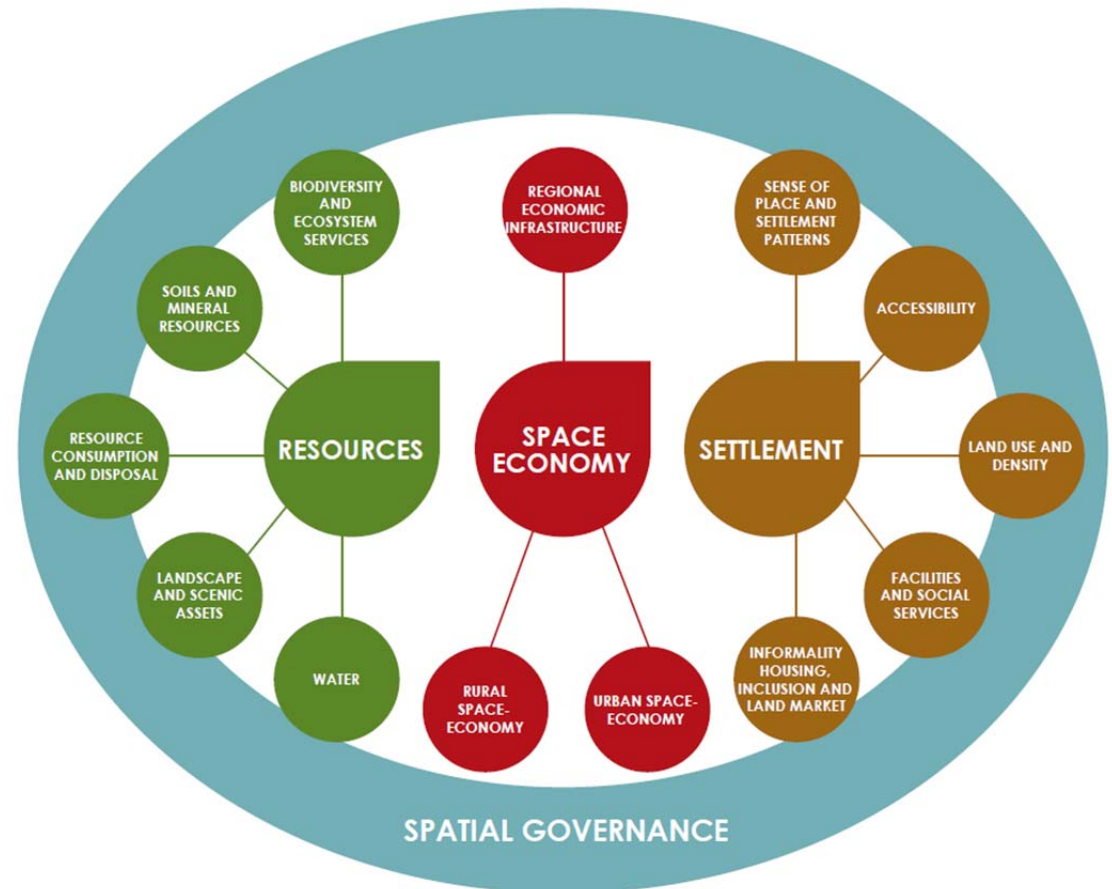 BIODIVERSITY
AND
ECOSYSTEM
SERVICES
SOILS AND
MINERAL
RESOURCES
RESOURCE
CONSUMPTION
AND DISPOSAL
LANDSCAPE
AND SCENIC
ASSETS
WATER
RESOURCES
REGIONAL
ECONOMIC
INFRASTRUCTURE
SPACE
ECONOMY
RURAL
SPACE-
ECONOMY
URBAN SPACE-
ECONOMY
SENSE OF
PLACE AND
SETTLEMENT
PATTERNS
ACCESSIBILITY
LAND USE AND
DENSITY
FACILITIES
AND SOCIAL
SERVICES
INFORMALITY
HOUSING,
INCLUSION AND
LAND MARKET
SETTLEMENT
SPATIAL GOVERNANCE